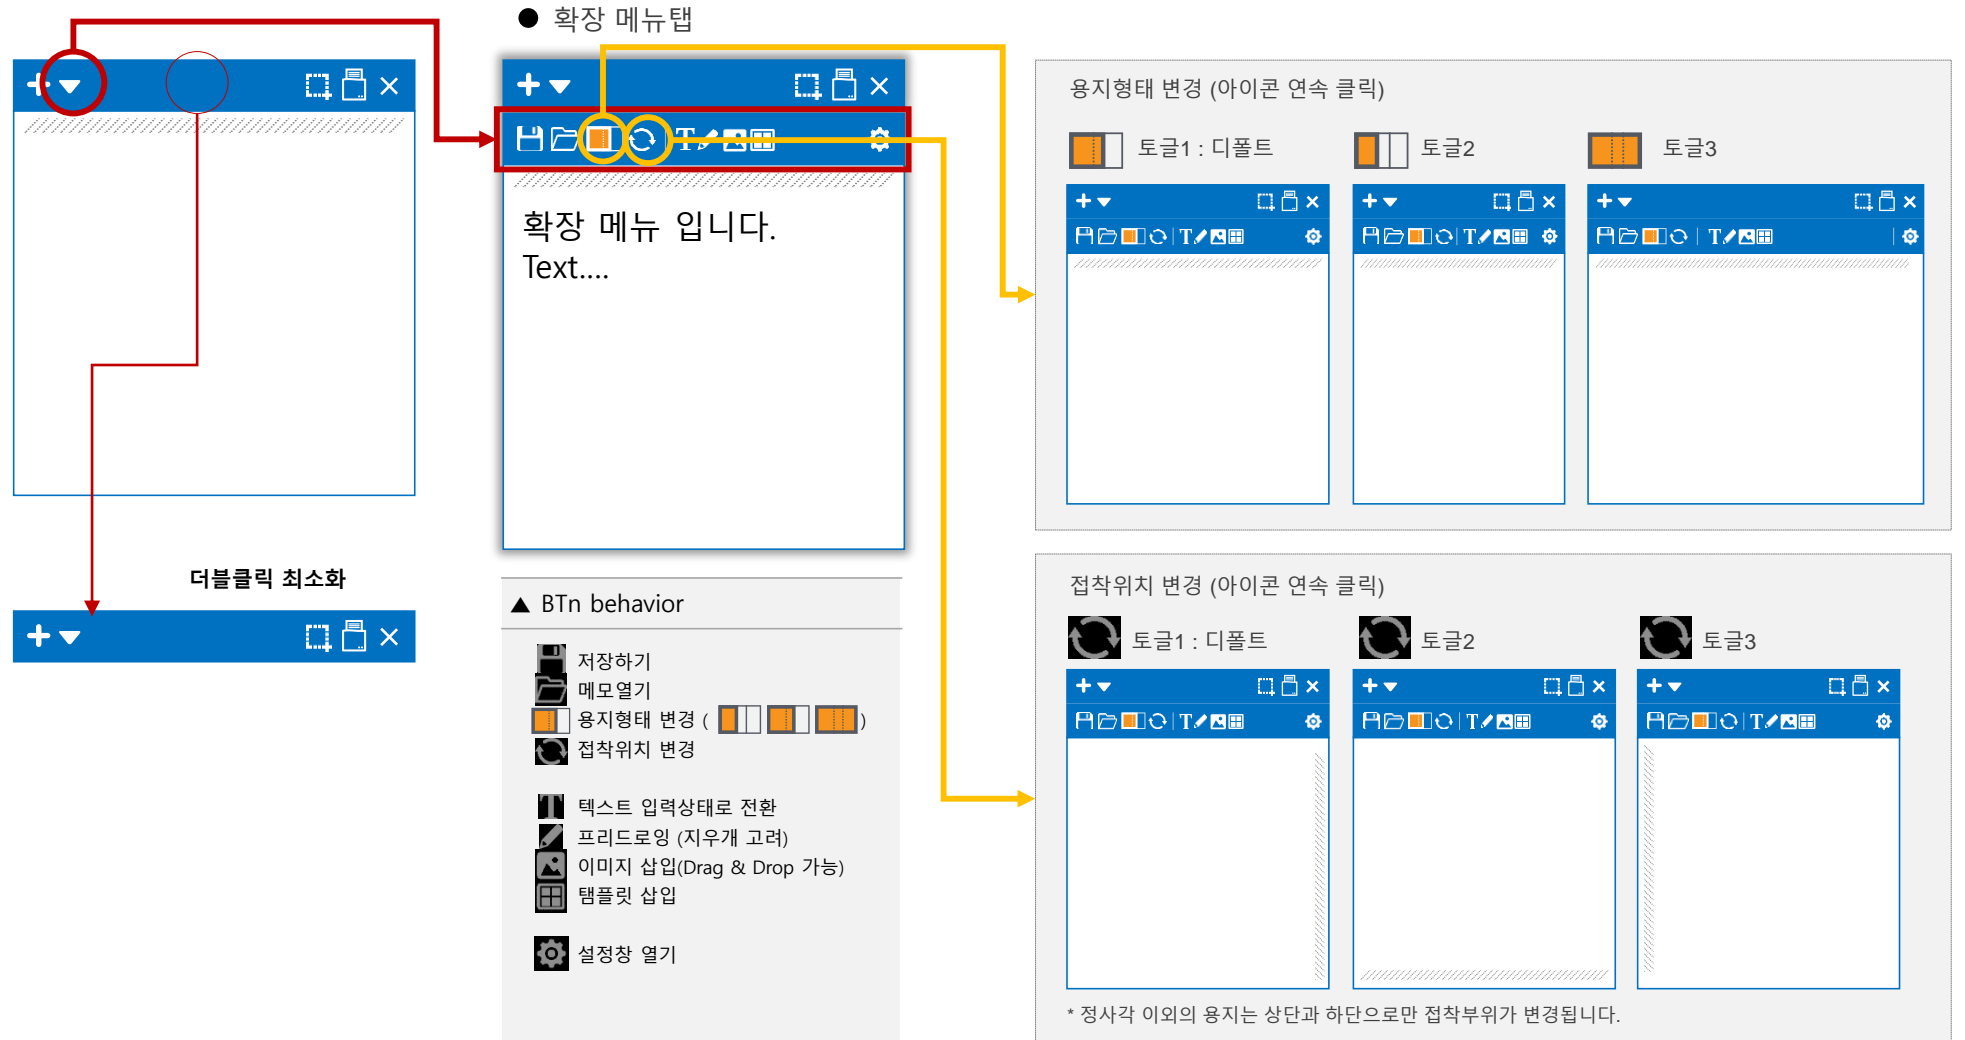 ● 확장 메뉴탭
확장 메뉴 입니다.
Text....
더블클릭 최소화
▲ BTn behavior
저장하기
메모열기
용지형태 변경 ( )
접착위치 변경
텍스트 입력상태로 전환
프리드로잉 (지우개 고려)
이미지 삽입(Drag & Drop 가능)
탬플릿 삽입
설정창 열기
용지형태 변경 (아이콘 연속 클릭)
토글1 : 디폴트
토글2
토글3
접착위치 변경 (아이콘 연속 클릭)
토글1 : 디폴트
토글2
토글3
* 정사각 이외의 용지는 상단과 하단으로만 접착부위가 변경됩니다.